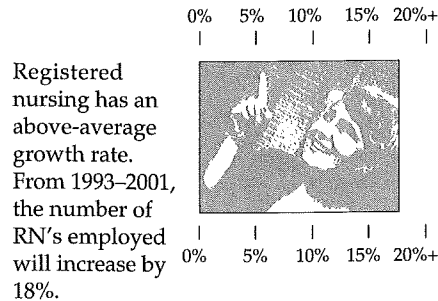 0% 5% 10% 15% 20%+
Registered
nursing has an
above-average
growth rate.
From 1993–2001,
the number of
RN's employed
will increase by
18%.
0% 5% 10% 15% 20%+